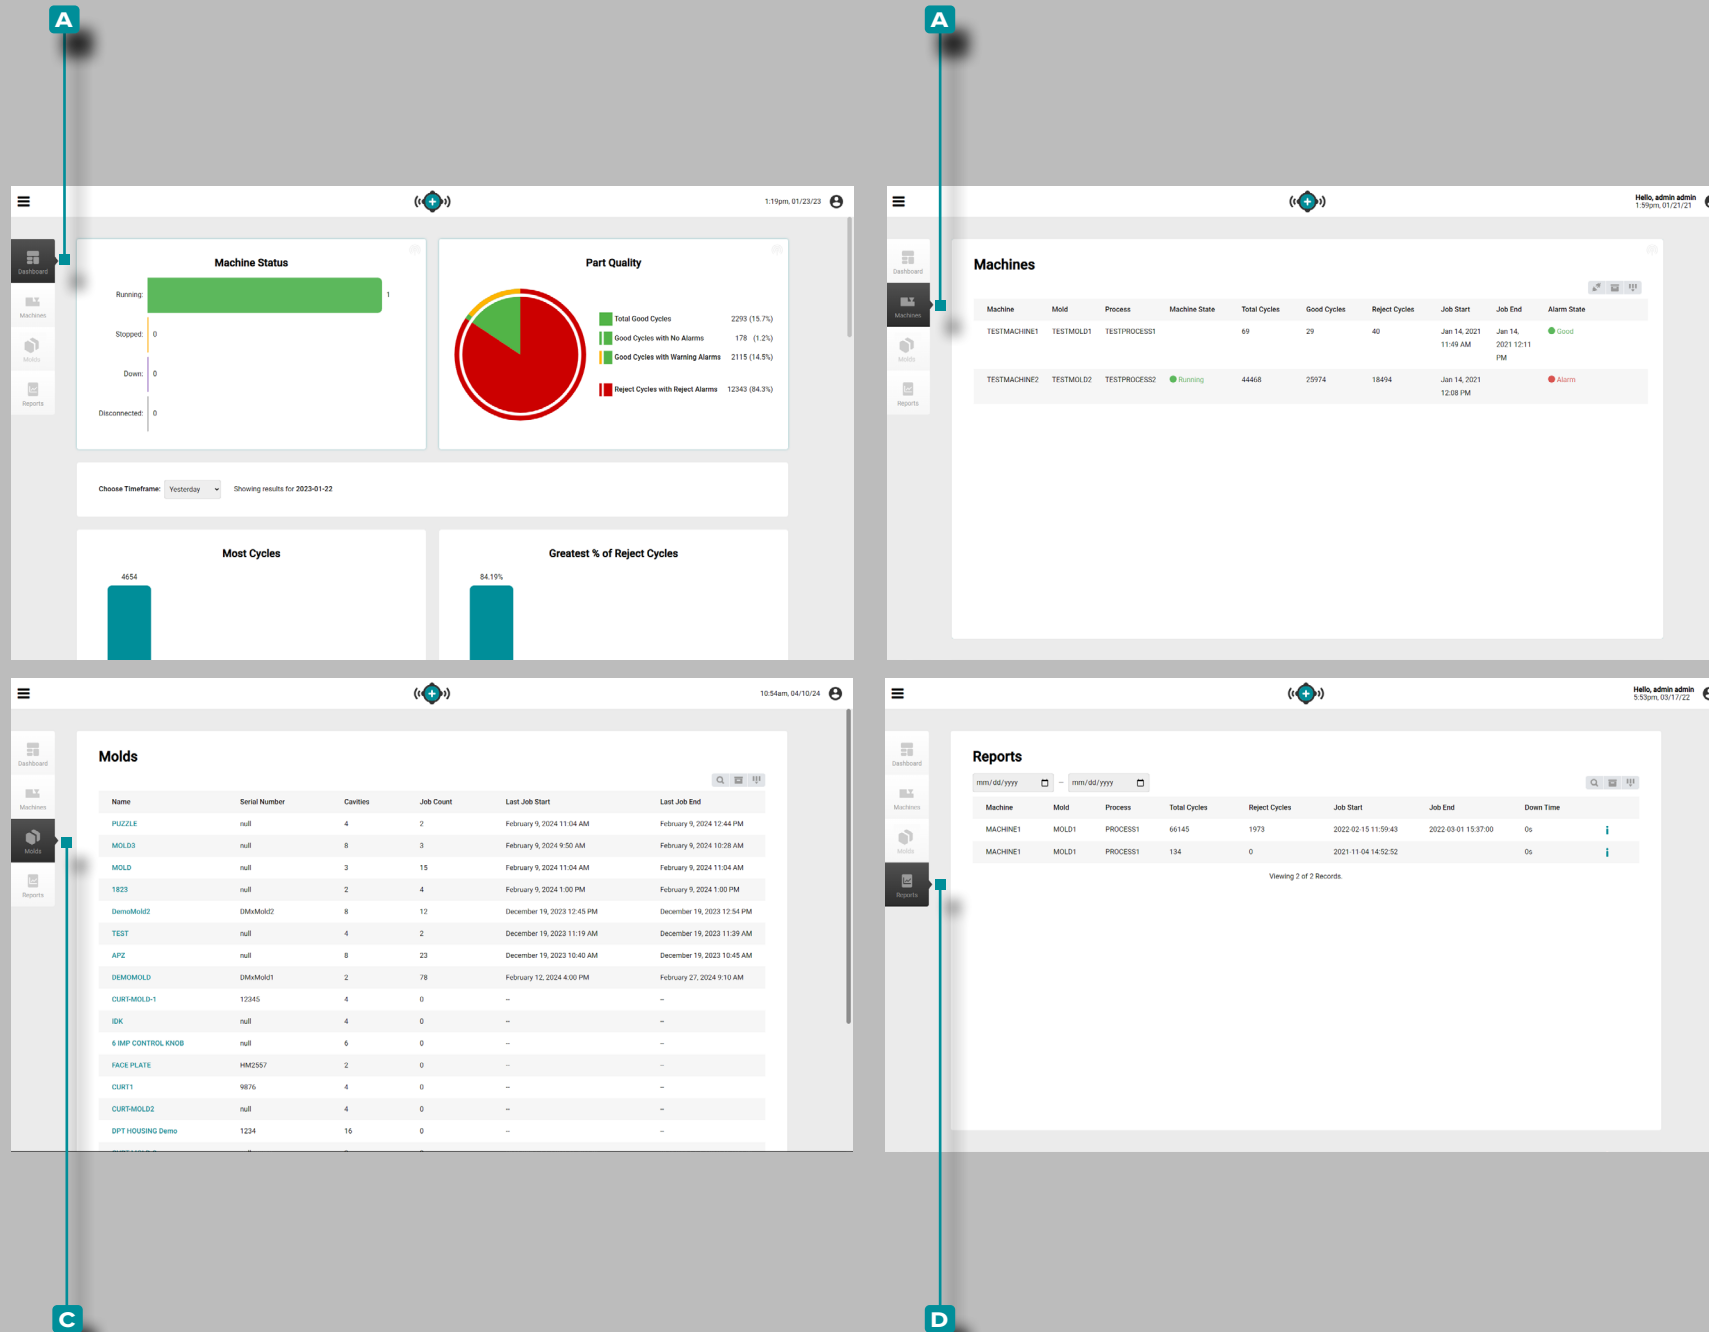 A
A
1:19pm, 01/23/23
Dashboard
Machines
Molds
Reports
Machine Status
Running:
1
Stopped:
0
Down:
0
Disconnected:
0
Part Quality
Total Good Cycles 2293 (15.7%)
Good Cycles with No Alarms 178 (1.2%)
Good Cycles with Warning Alarms 2115 (14.5%)
Reject Cycles with Reject Alarms 12343 (84.3%)
Choose Timeframe: Yesterday Showing results for 2023-01-22
Most Cycles
4654
Greatest % of Reject Cycles
84.19%
Hello, admin admin
1:59pm, 01/21/21
Dashboard
Machines
Molds
Reports
Machines
Machine Mold Process Machine State Total Cycles Good Cycles Reject Cycles Job Start Job End Alarm State
TESTMACHINE1 TESTMOLD1 TESTPROCESS1 69 29 40 Jan 14, 2021 Jan 14, Good
11:49 AM 2021 12:11
PM
TESTMACHINE2 TESTMOLD2 TESTPROCESS2 Running 44468 25974 18494 Jan 14, 2021 Alarm
12:08 PM
10:54am, 04/10/24
Dashboard
Machines
Molds
Reports
Molds
Name Serial Number Cavities Job Count Last Job Start Last Job End
PUZZLE null 4 2 February 9, 2024 11:04 AM February 9, 2024 12:44 PM
MOLD3 null 8 3 February 9, 2024 9:50 AM February 9, 2024 10:28 AM
MOLD null 3 15 February 9, 2024 11:04 AM February 9, 2024 11:04 AM
1823 null 2 4 February 9, 2024 1:00 PM February 9, 2024 1:00 PM
DemoMold2 DMxMold2 8 12 December 19, 2023 12:45 PM December 19, 2023 12:54 PM
TEST null 4 2 December 19, 2023 11:19 AM December 19, 2023 11:39 AM
APZ null 8 23 December 19, 2023 10:40 AM December 19, 2023 10:45 AM
DEMOMOLD DMxMold1 2 78 February 12, 2024 4:00 PM February 27, 2024 9:10 AM
CURT-MOLD-1 12345 4 0 -- --
IDK null 4 0 -- --
6 IMP CONTROL KNOB null 6 0 -- --
FACE PLATE HM2557 2 0 -- --
CURT1 9876 4 0 -- --
CURT-MOLD2 null 4 0 -- --
DPT HOUSING Demo 1234 16 0 -- --
Hello, admin admin
5:53pm, 03/17/22
Dashboard
Machines
Molds
Reports
Reports
mm/dd/yyyy – mm/dd/yyyy
Machine Mold Process Total Cycles Reject Cycles Job Start Job End Down Time
MACHINE1 MOLD1 PROCESS1 66145 1973 2022-02-15 11:59:43 2022-03-01 15:37:00 0s i
MACHINE1 MOLD1 PROCESS1 134 0 2021-11-04 14:52:52 0s i
Viewing 2 of 2 Records.
C
D